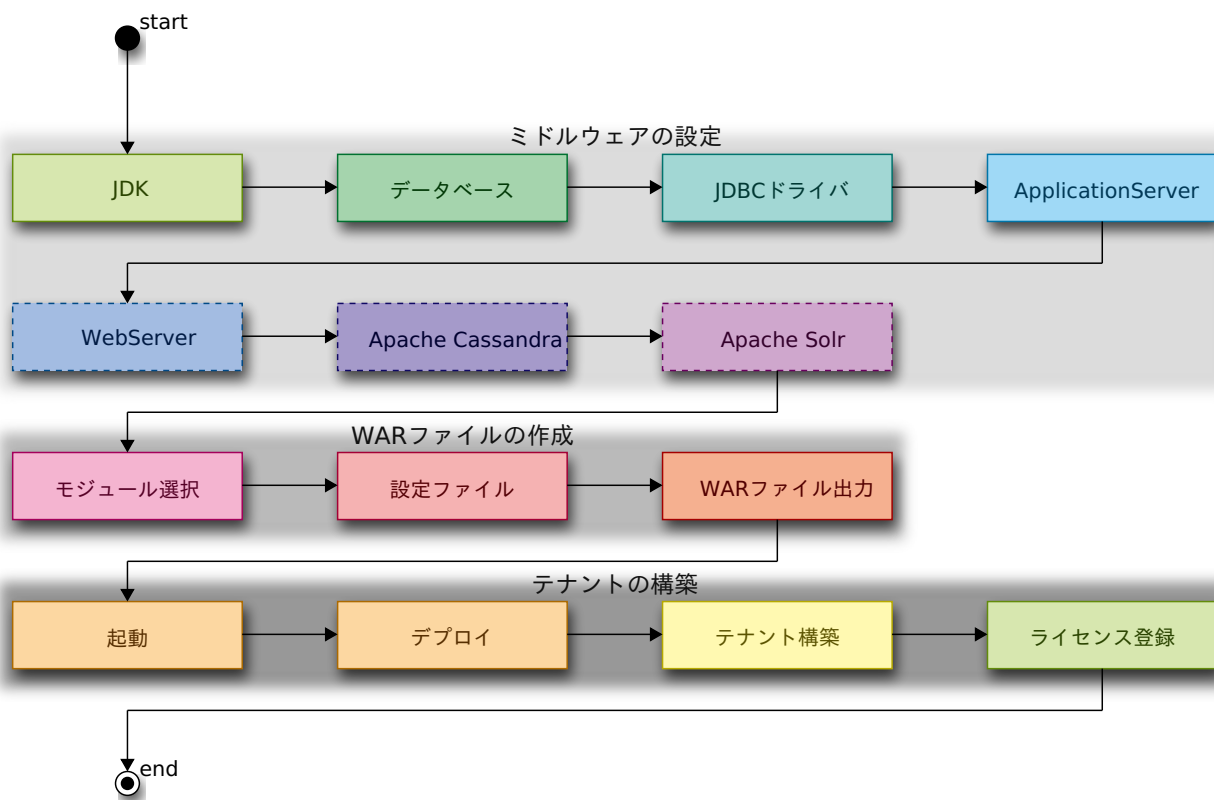 start
ミドルウェアの設定
JDK
データベース
JDBCドライバ
ApplicationServer
WebServer
Apache Cassandra
Apache Solr
WARファイルの作成
モジュール選択
設定ファイル
WARファイル出力
テナントの構築
起動
デプロイ
テナント構築
ライセンス登録
end